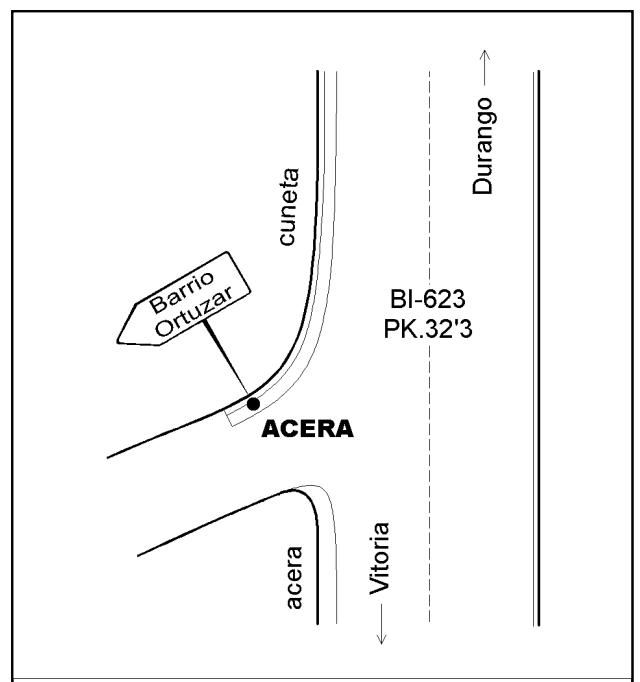 Durango
cuneta
Barrio
Ortuzar
BI-623
PK.32'3
ACERA
acera
Vitoria